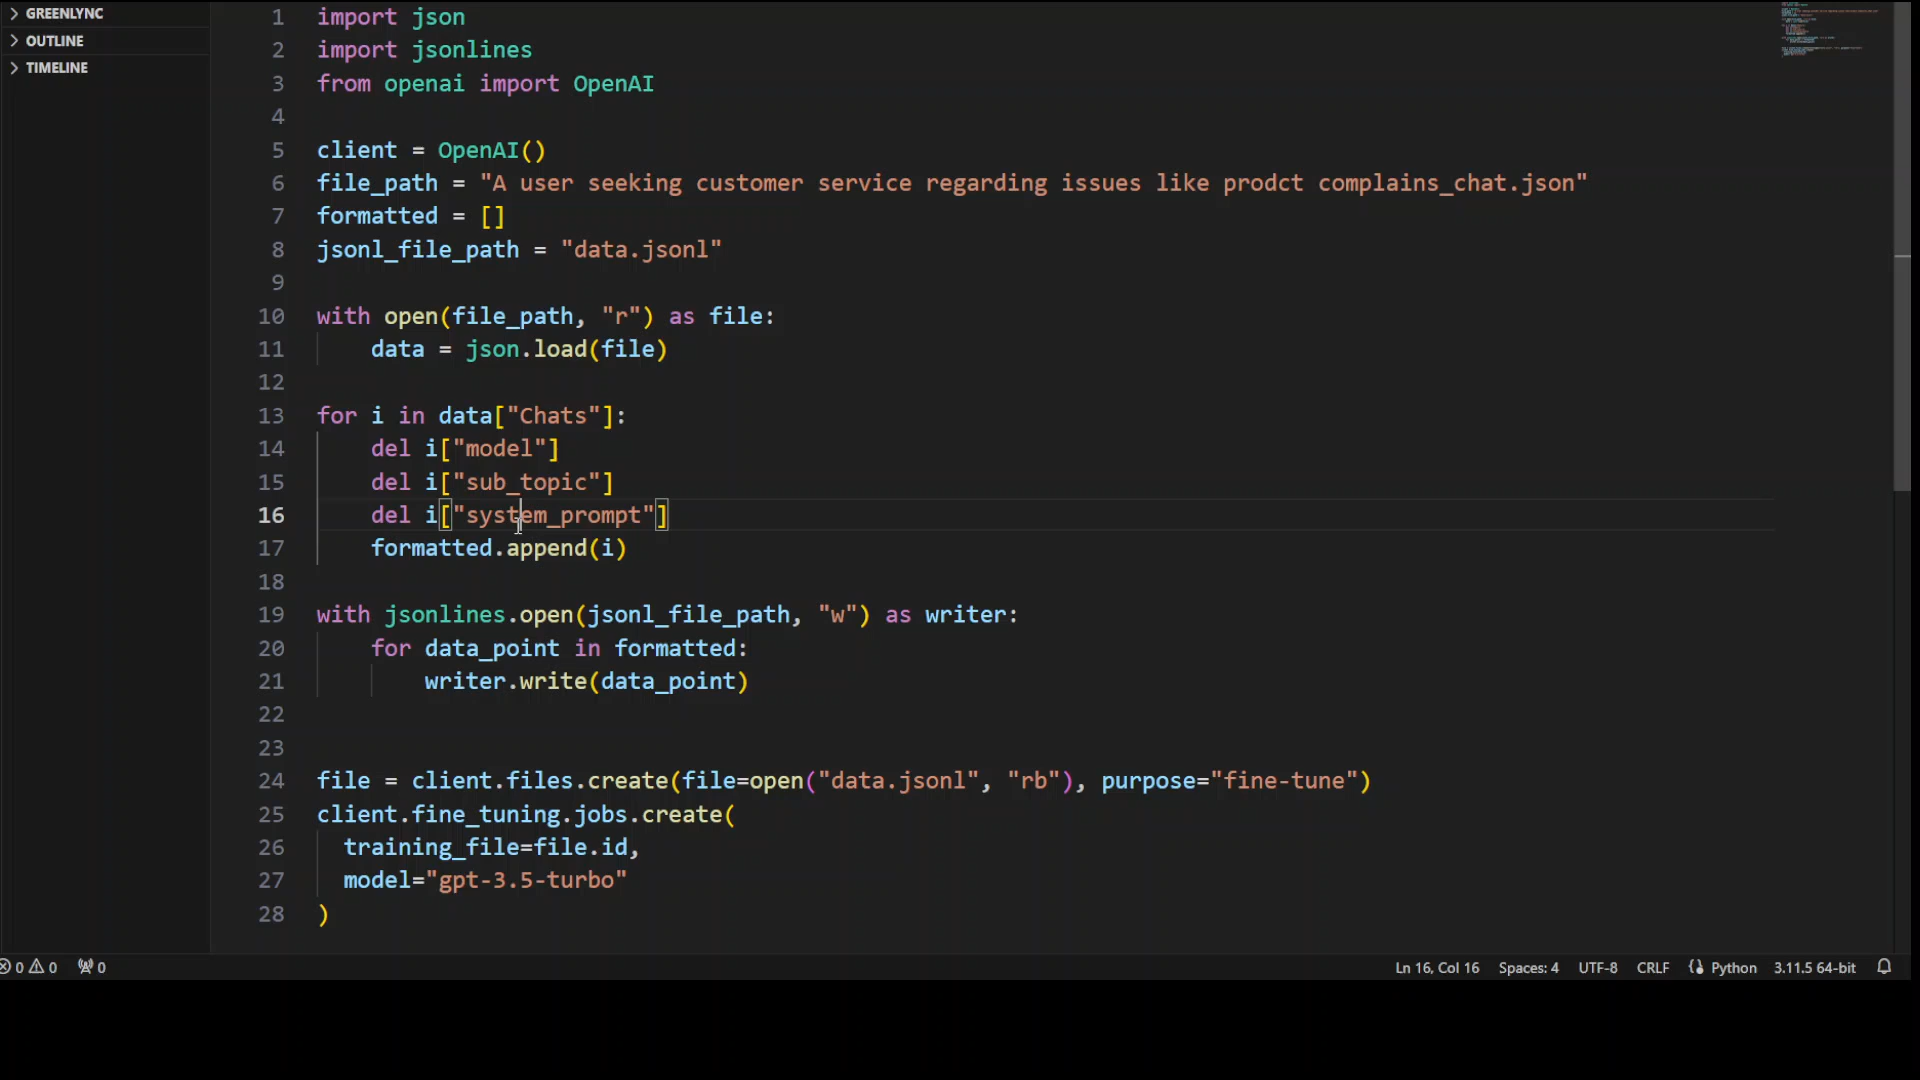 GREENLYNC
OUTLINE
TIMELINE
1 import json
2 import jsonlines
3 from openai import OpenAI
4
5 client = OpenAI()
6 file_path = "A user seeking customer service regarding issues like prodct complains_chat.json"
7 formatted = []
8 jsonl_file_path = "data.jsonl"
9
10 with open(file_path, "r") as file:
11     data = json.load(file)
12
13 for i in data["Chats"]:
14     del i["model"]
15     del i["sub_topic"]
16     del i["system_prompt"]
17     formatted.append(i)
18
19 with jsonlines.open(jsonl_file_path, "w") as writer:
20     for data_point in formatted:
21         writer.write(data_point)
22
23
24 file = client.files.create(file=open("data.jsonl", "rb"), purpose="fine-tune")
25 client.fine_tuning.jobs.create(
26   training_file=file.id,
27   model="gpt-3.5-turbo"
28 )
0 0 0 Ln 16, Col 16 Spaces: 4 UTF-8 CRLF Python 3.11.5 64-bit